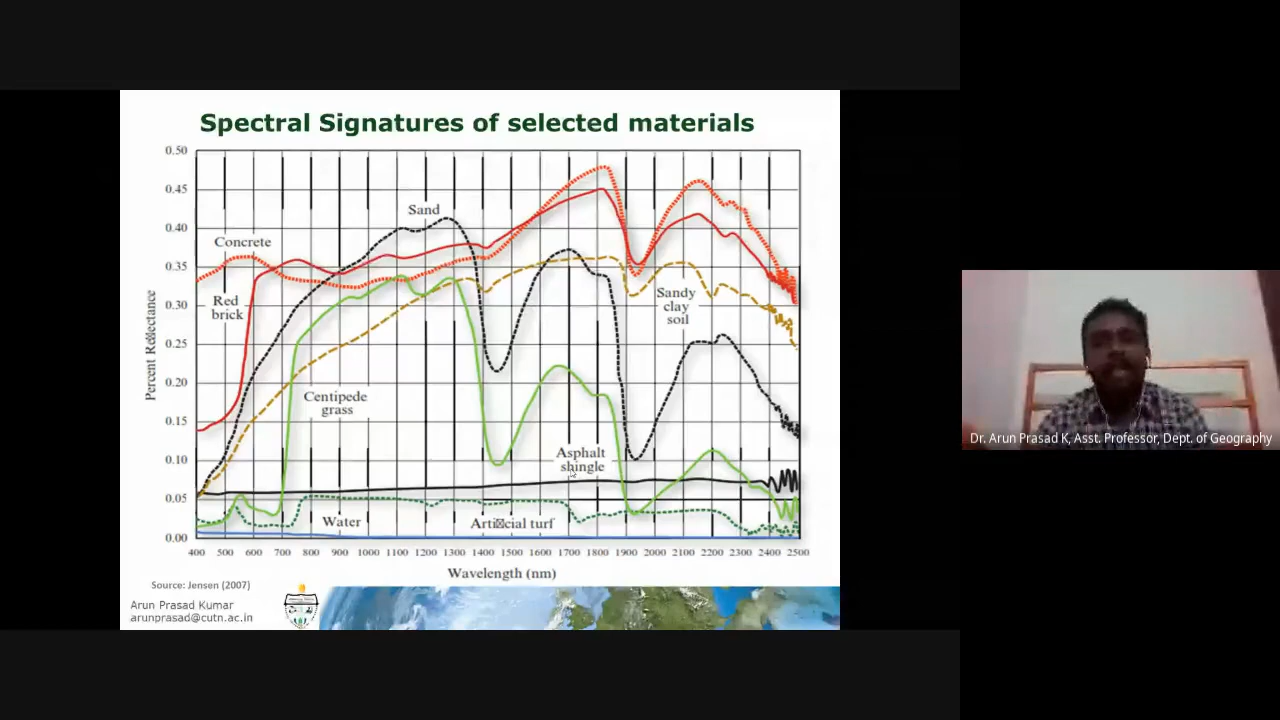 Spectral Signatures of selected materials
0.50
0.45
0.40
0.35
0.30
0.25
0.20
0.15
0.10
0.05
0.00
Percent Re☒ectance
Sand
Concrete
Red
brick
Sandy
clay
soil
Centipede
grass
Asphalt
shingle
Water
Arti☒cial turf
400 500 600 700 800 900 1000 1100 1200 1300 1400 1500 1600 1700 1800 1900 2000 2100 2200 2300 2400 2500
Wavelength (nm)
Source: Jensen (2007)
Arun Prasad Kumar
arunprasad@cutn.ac.in
Dr. Arun Prasad K, Asst. Professor, Dept. of Geography